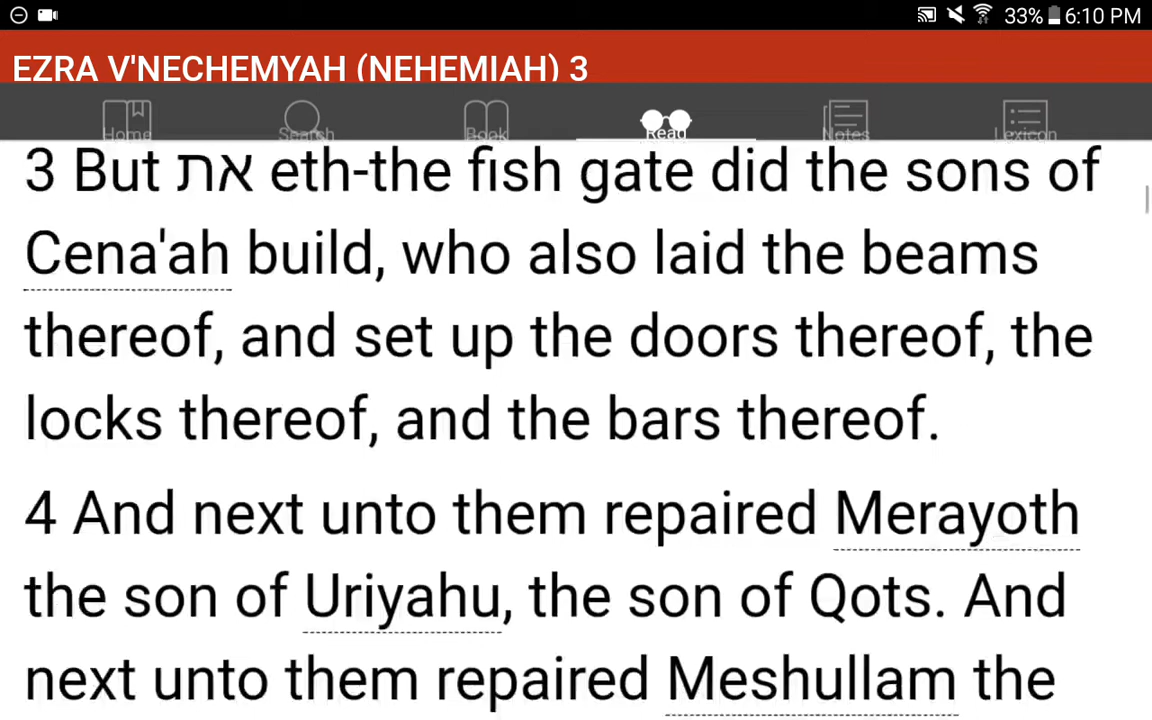 33% 6:10 PM
EZRA V'NECHEMYAH (NEHEMIAH) 3
Home Search Book Read Notes Lexicon
3 But את eth-the fish gate did the sons of
Cena'ah build, who also laid the beams
thereof, and set up the doors thereof, the
locks thereof, and the bars thereof.
4 And next unto them repaired Merayoth
the son of Uriyahu, the son of Qots. And
next unto them repaired Meshullam the